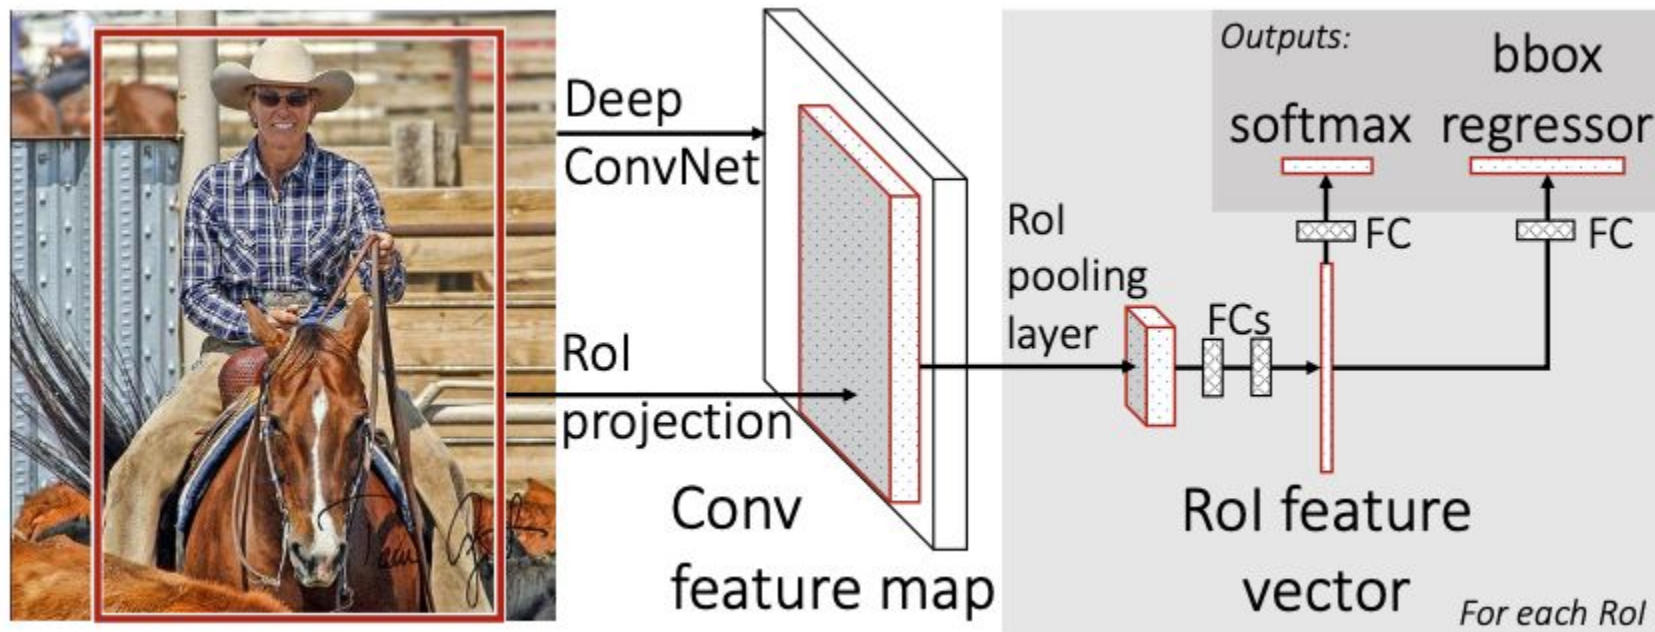 Deep
ConvNet
RoI
projection
Conv
feature map
RoI
pooling
layer
FCs
RoI feature
vector
For each RoI
Outputs:
softmax
bbox
regressor
FC
FC